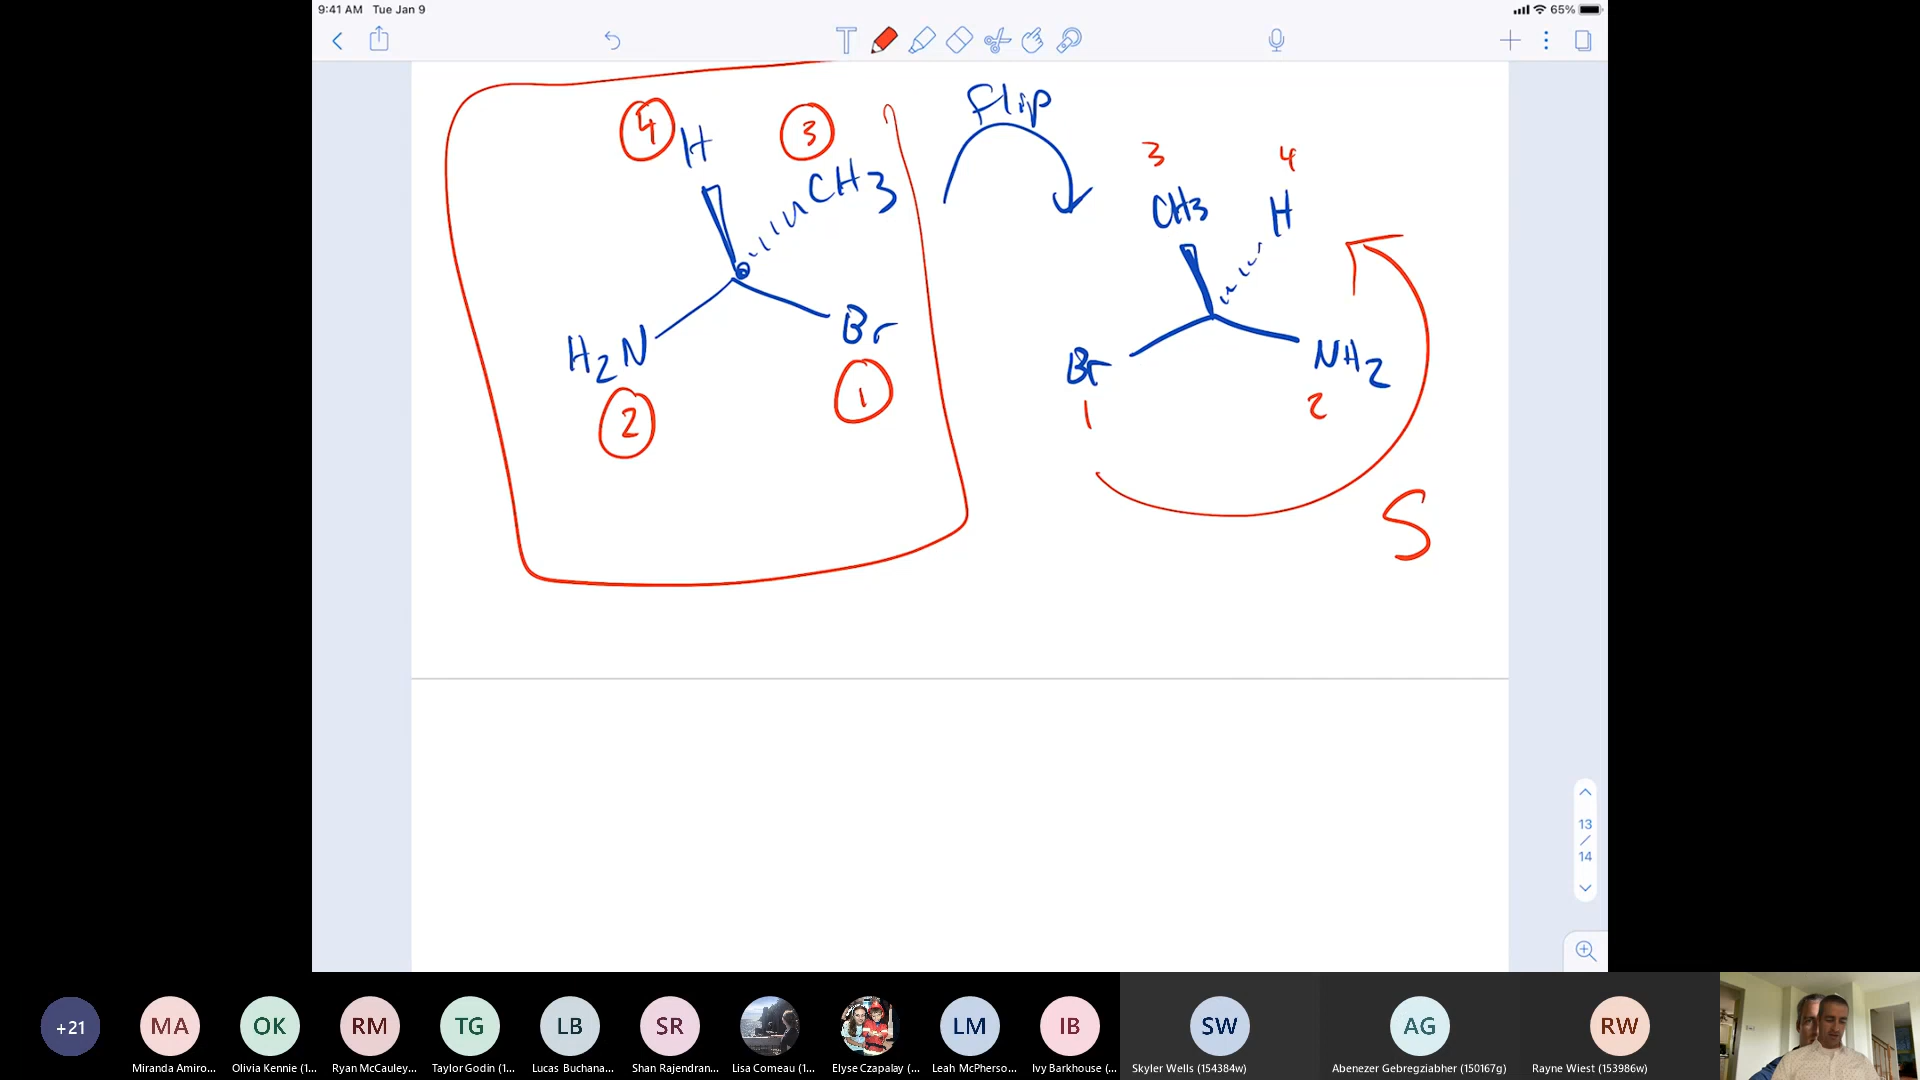 9:41 AM Tue Jan 9
65%
T
Flip
4 H 3
CH3
H2N Br
2 1
3 4
CH3 H
Br NH2
1 2
S
13
/
14
+21
MA OK RM TG LB SR LM IB SW AG RW
Miranda Amiro... Olivia Kennie (1... Ryan McCauley... Taylor Godin (1... Lucas Buchana... Shan Rajendran... Lisa Comeau (1... Elyse Czapalay (... Leah McPherso... Ivy Barkhouse (... Skyler Wells (154384w) Abenezer Gebregziabher (150167g) Rayne Wiest (153986w)